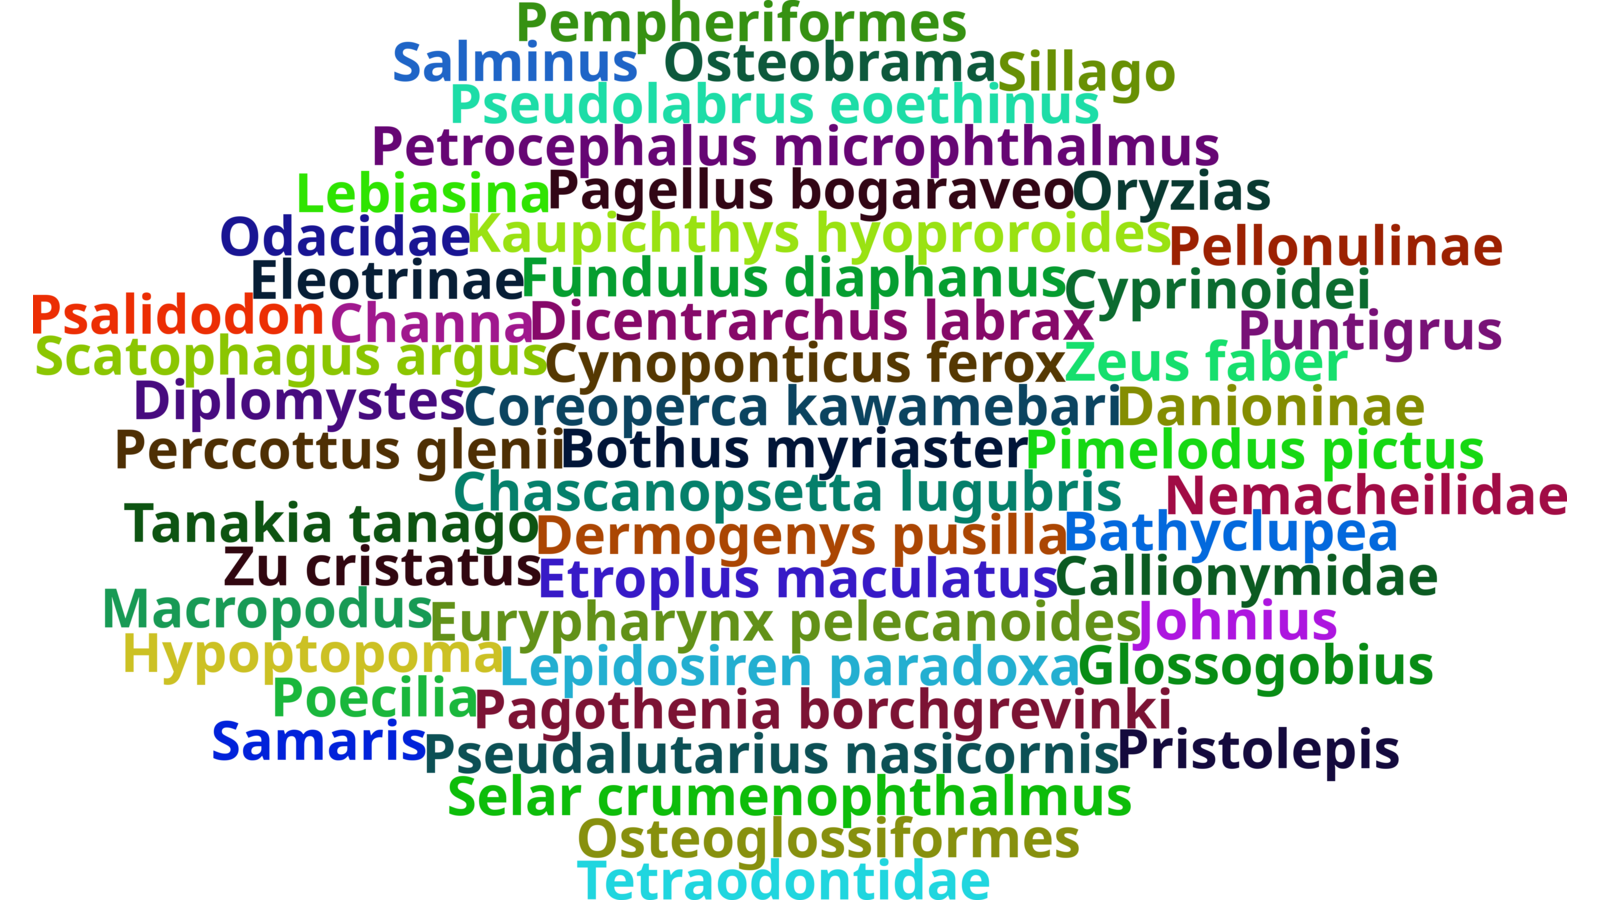 Pempheriformes
Salminus Osteobrama Sillago
Pseudolabrus eoethinus
Petrocephalus microphthalmus
Lebiasina Pagellus bogaraveo Oryzias
Odacidae Kaupichthys hyoproroides Pellonulinae
Eleotrinae Fundulus diaphanus Cyprinoidei
Psalidodon Channa Dicentrarchus labrax Puntigrus
Scatophagus argus Cynoponticus ferox Zeus faber
Diplomystes Coreoperca kawamebari Danioninae
Perccottus glenii Bothus myriaster Pimelodus pictus
Chascanopsetta lugubris Nemacheilidae
Tanakia tanago Dermogenys pusilla Bathyclupea
Zu cristatus Etroplus maculatus Callionymidae
Macropodus Eurypharynx pelecanoides Johnius
Hypoptopoma Lepidosiren paradoxa Glossogobius
Poecilia Pagothenia borchgrevinki
Samaris Pseudalutarius nasicornis Pristolepis
Selar crumenophthalmus
Osteoglossiformes
Tetraodontidae